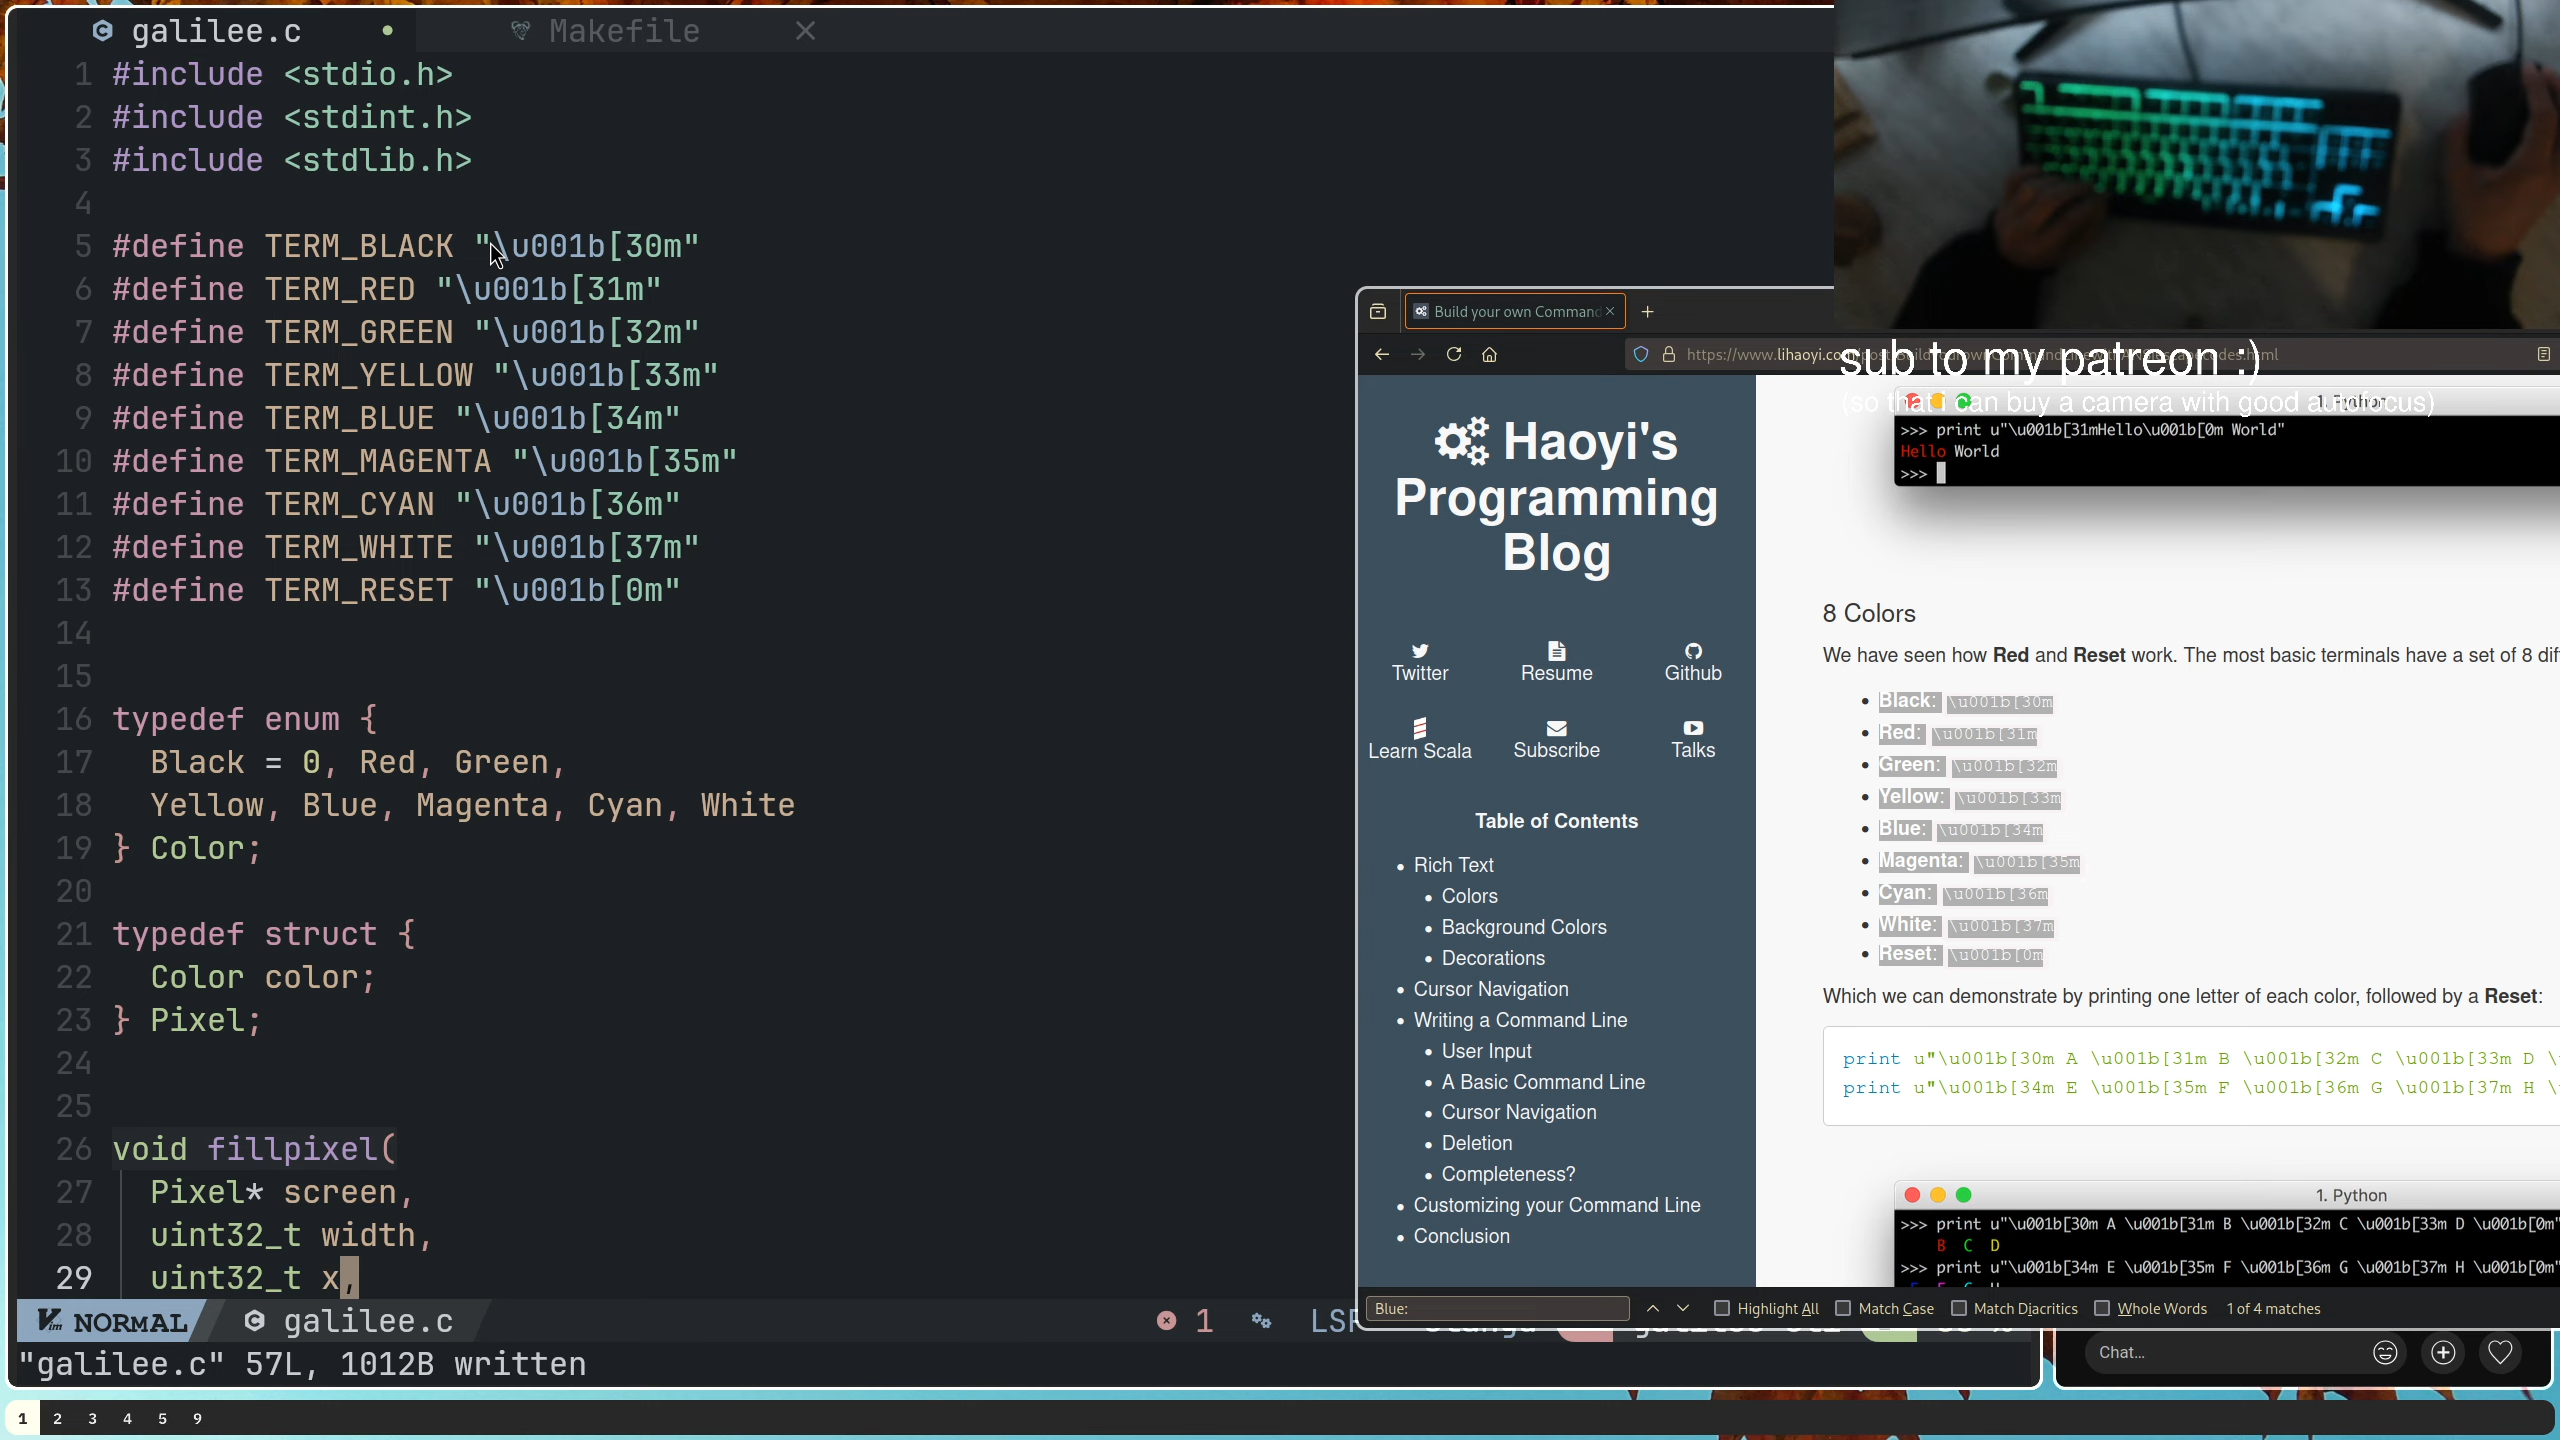 galilee.c
Makefile
1 #include <stdio.h>
2 #include <stdint.h>
3 #include <stdlib.h>
4
5 #define TERM_BLACK "\u001b[30m"
6 #define TERM_RED "\u001b[31m"
7 #define TERM_GREEN "\u001b[32m"
8 #define TERM_YELLOW "\u001b[33m"
9 #define TERM_BLUE "\u001b[34m"
10 #define TERM_MAGENTA "\u001b[35m"
11 #define TERM_CYAN "\u001b[36m"
12 #define TERM_WHITE "\u001b[37m"
13 #define TERM_RESET "\u001b[0m"
14
15
16 typedef enum {
17 Black = 0, Red, Green,
18 Yellow, Blue, Magenta, Cyan, White
19 } Color;
20
21 typedef struct {
22 Color color;
23 } Pixel;
24
25
26 void fillpixel(
27 Pixel* screen,
28 uint32_t width,
29 uint32_t x,
NORMAL galilee.c 1
"galilee.c" 57L, 1012B written
1 2 3 4 5 9
Build your own Comman
https://www.lihaoyi.co
sub to my patreon :)
(so that i can buy a camera with good autofocus)
Haoyi's
Programming
Blog
Twitter Resume Github
Learn Scala Subscribe Talks
Table of Contents
Rich Text
Colors
Background Colors
Decorations
Cursor Navigation
Writing a Command Line
User Input
A Basic Command Line
Cursor Navigation
Deletion
Completeness?
Customizing your Command Line
Conclusion
>>> print u"\u001b[31mHello\u001b[0m World"
Hello World
>>>
8 Colors
We have seen how Red and Reset work. The most basic terminals have a set of 8 dif
Black: \u001b[30m
Red: \u001b[31m
Green: \u001b[32m
Yellow: \u001b[33m
Blue: \u001b[34m
Magenta: \u001b[35m
Cyan: \u001b[36m
White: \u001b[37m
Reset: \u001b[0m
Which we can demonstrate by printing one letter of each color, followed by a Reset:
print u"\u001b[30m A \u001b[31m B \u001b[32m C \u001b[33m D \
print u"\u001b[34m E \u001b[35m F \u001b[36m G \u001b[37m H \
1. Python
>>> print u"\u001b[30m A \u001b[31m B \u001b[32m C \u001b[33m D \u001b[0m"
B C D
>>> print u"\u001b[34m E \u001b[35m F \u001b[36m G \u001b[37m H \u001b[0m"
Blue: Highlight All Match Case Match Diacritics Whole Words 1 of 4 matches
Chat...